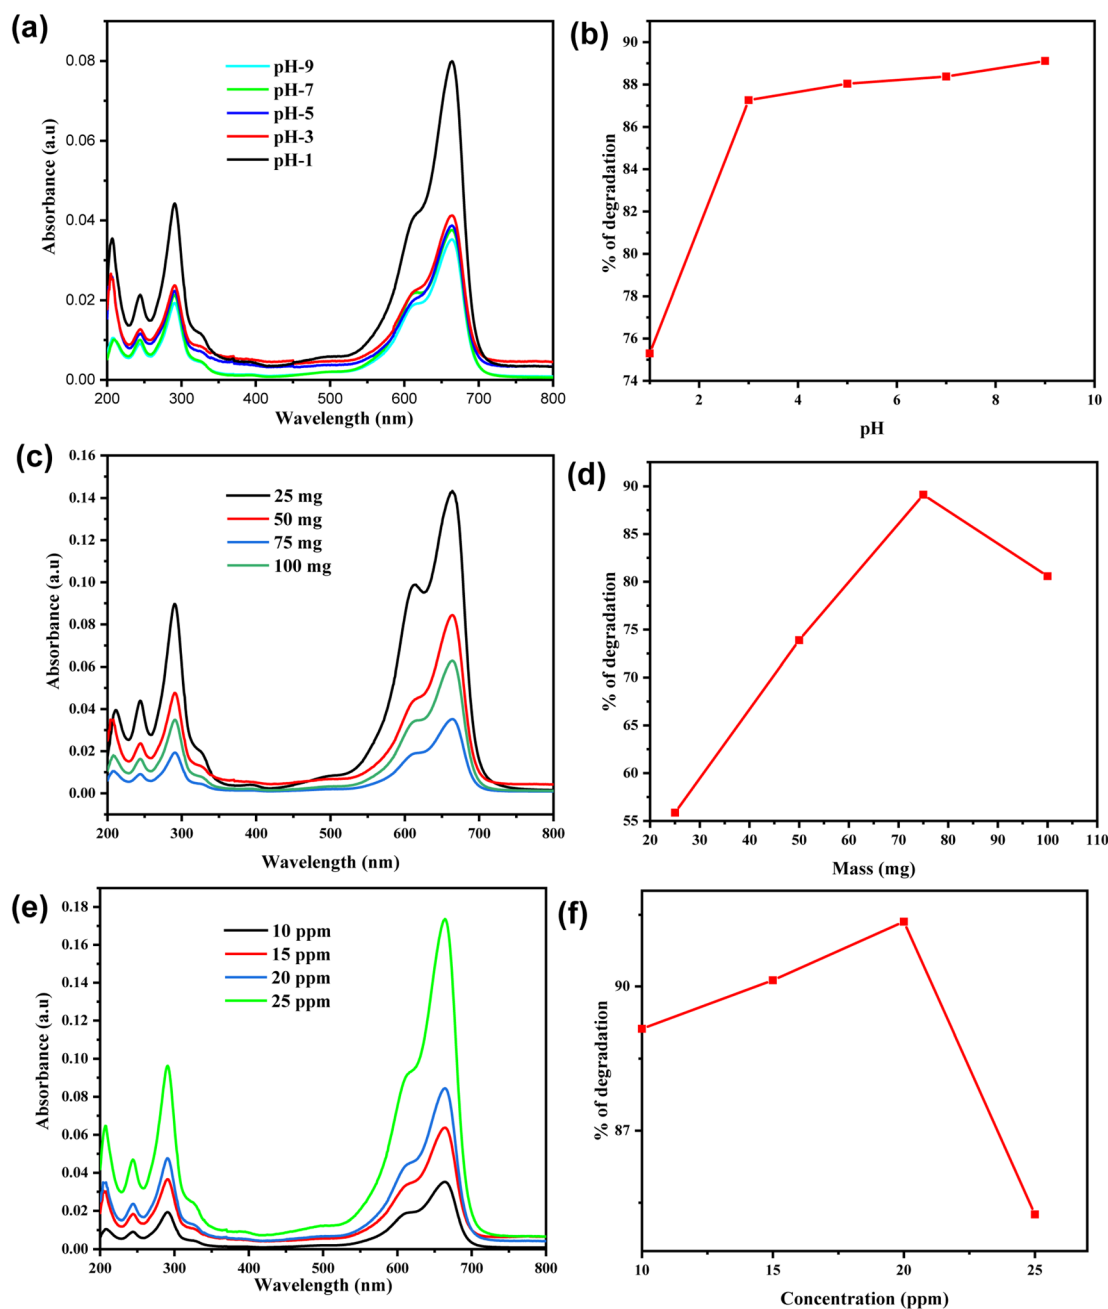 (a)
pH-9
pH-7
pH-5
pH-3
pH-1
0.08
0.06
0.04
0.02
0.00
Absorbance (a.u)
200 300 400 500 600 700 800
Wavelength (nm)
(b)
90
88
86
84
82
80
78
76
74
% of degradation
2 4 6 8 10
pH
(c)
25 mg
50 mg
75 mg
100 mg
0.16
0.14
0.12
0.10
0.08
0.06
0.04
0.02
0.00
Absorbance (a.u)
200 300 400 500 600 700 800
Wavelength (nm)
(d)
90
85
80
75
70
65
60
55
% of degradation
20 30 40 50 60 70 80 90 100 110
Mass (mg)
(e)
10 ppm
15 ppm
20 ppm
25 ppm
0.18
0.16
0.14
0.12
0.10
0.08
0.06
0.04
0.02
0.00
Absorbance (a.u)
200 300 400 500 600 700 800
Wavelength (nm)
(f)
90
87
% of degradation
10 15 20 25
Concentration (ppm)